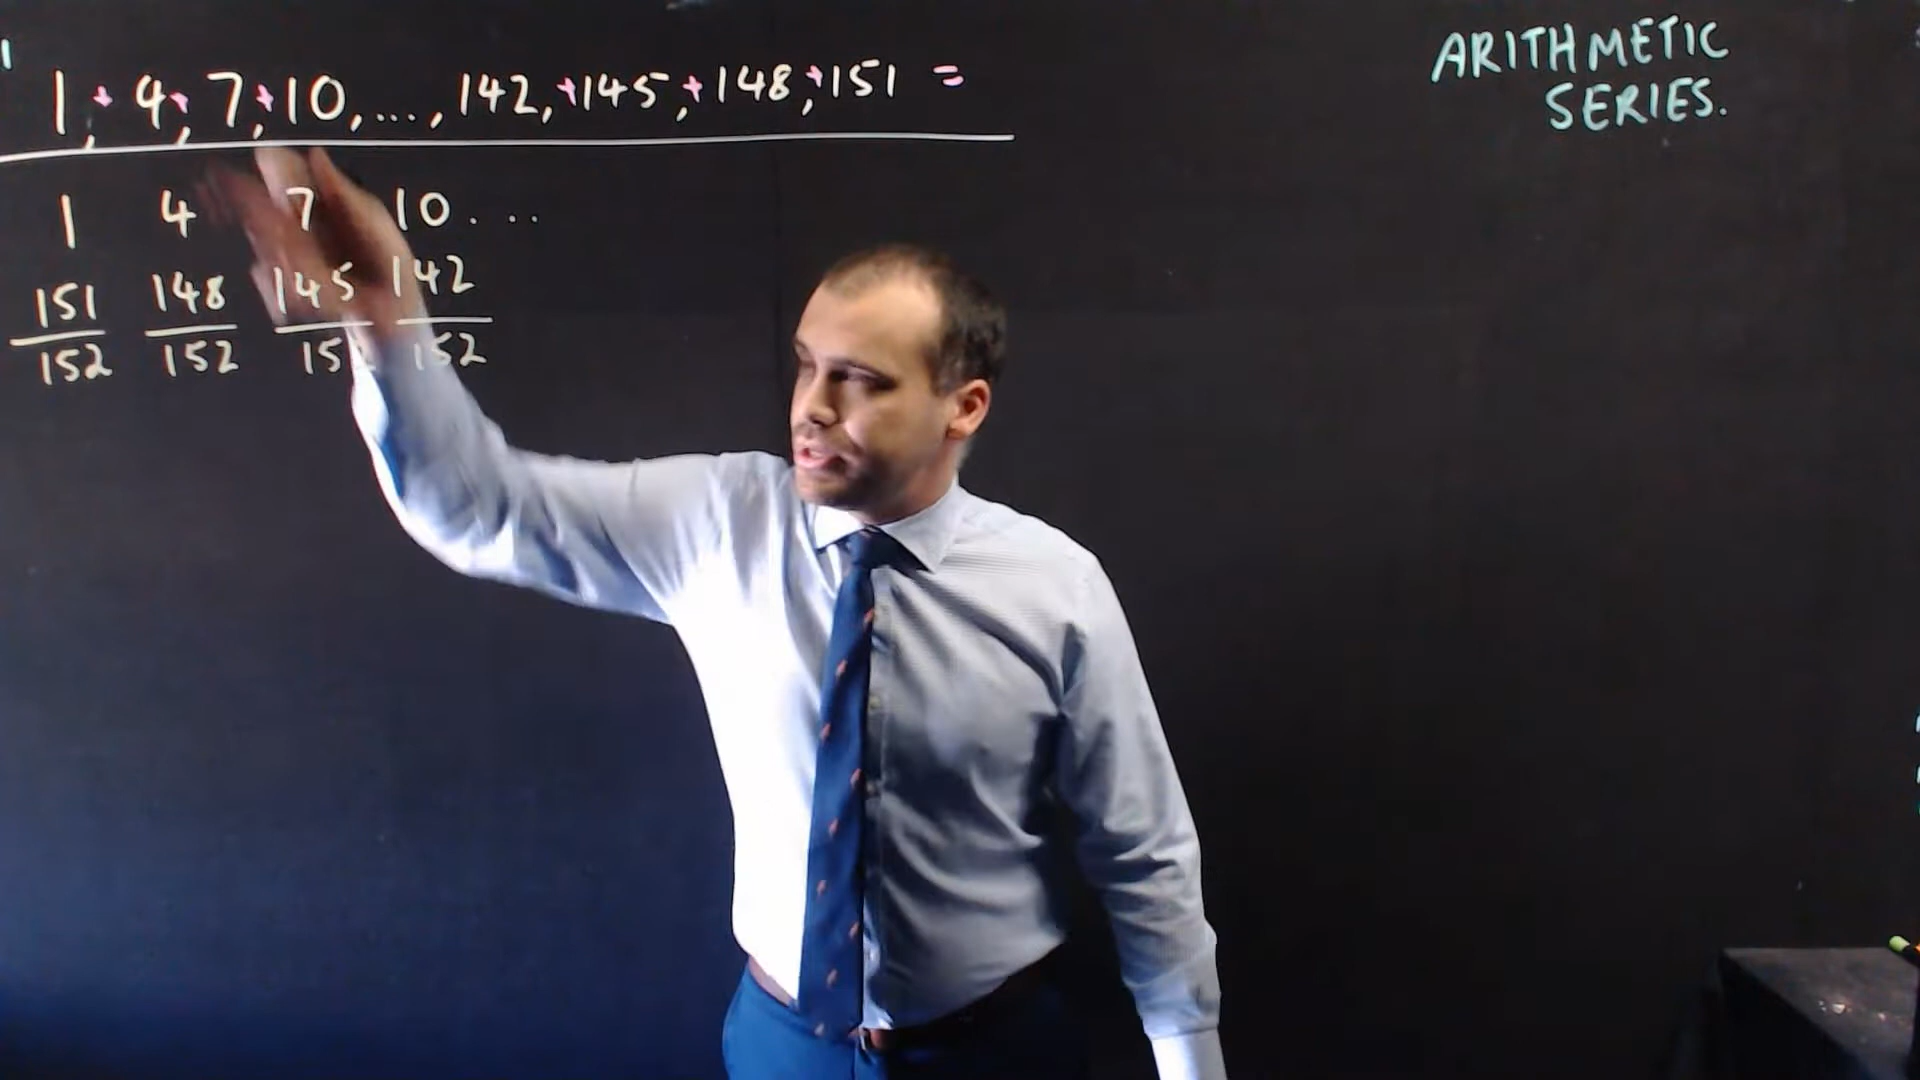 1,+ 4,+ 7,+ 10, ..., 142,+ 145,+ 148,+ 151 =
ARITHMETIC
SERIES.
1 4 7 10 . . .
151 148 145 142
152 152 152 152